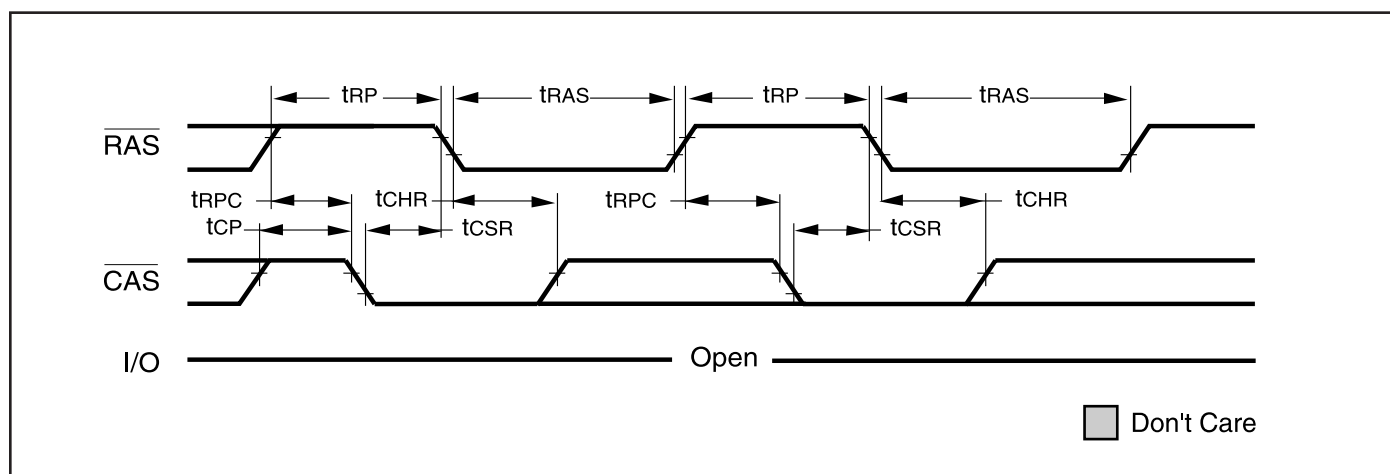 tRP tRAS tRP tRAS
RAS
tRPC tCHR tRPC tCHR
tCP tCSR tCSR
CAS
I/O Open
Don't Care